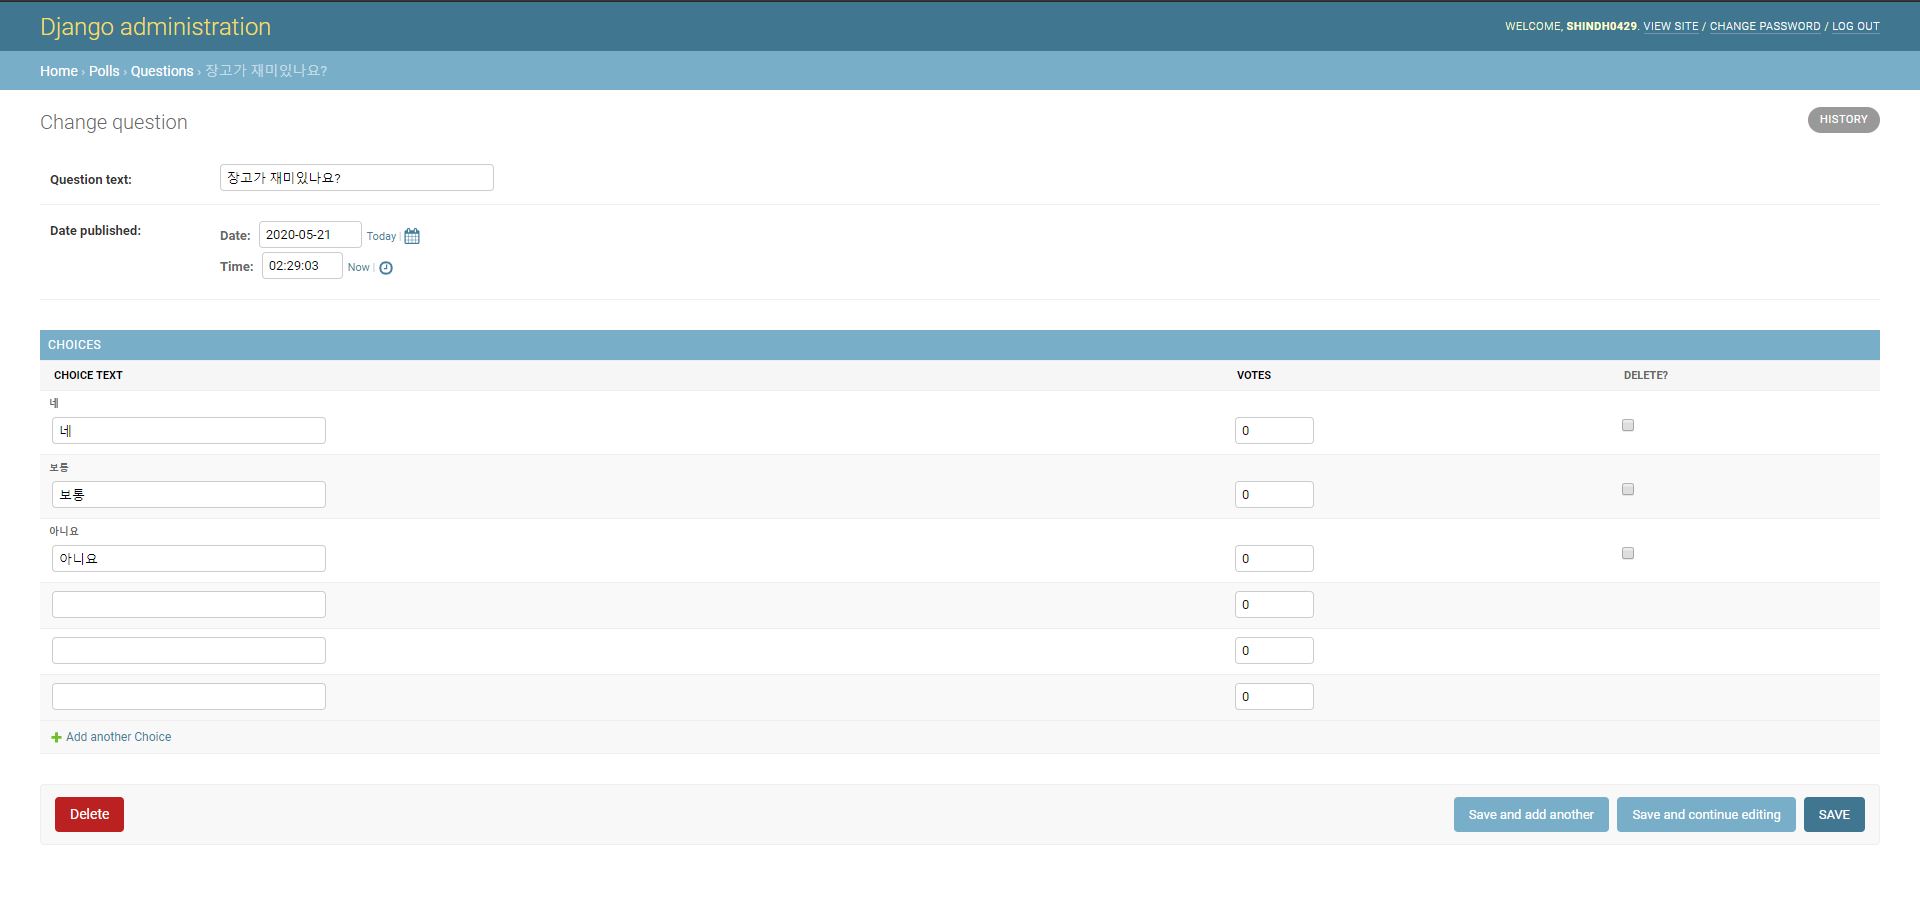 Django administration
WELCOME, SHINDH0429. VIEW SITE / CHANGE PASSWORD / LOG OUT
Home › Polls › Questions › 장고가 재미있나요?
Change question
HISTORY
Question text:
장고가 재미있나요?
Date published:
Date: 2020-05-21 Today |
Time: 02:29:03 Now |
CHOICES
CHOICE TEXT VOTES DELETE?
네
네 0
보통
보통 0
아니요
아니요 0
0
0
0
Add another Choice
Delete Save and add another Save and continue editing SAVE